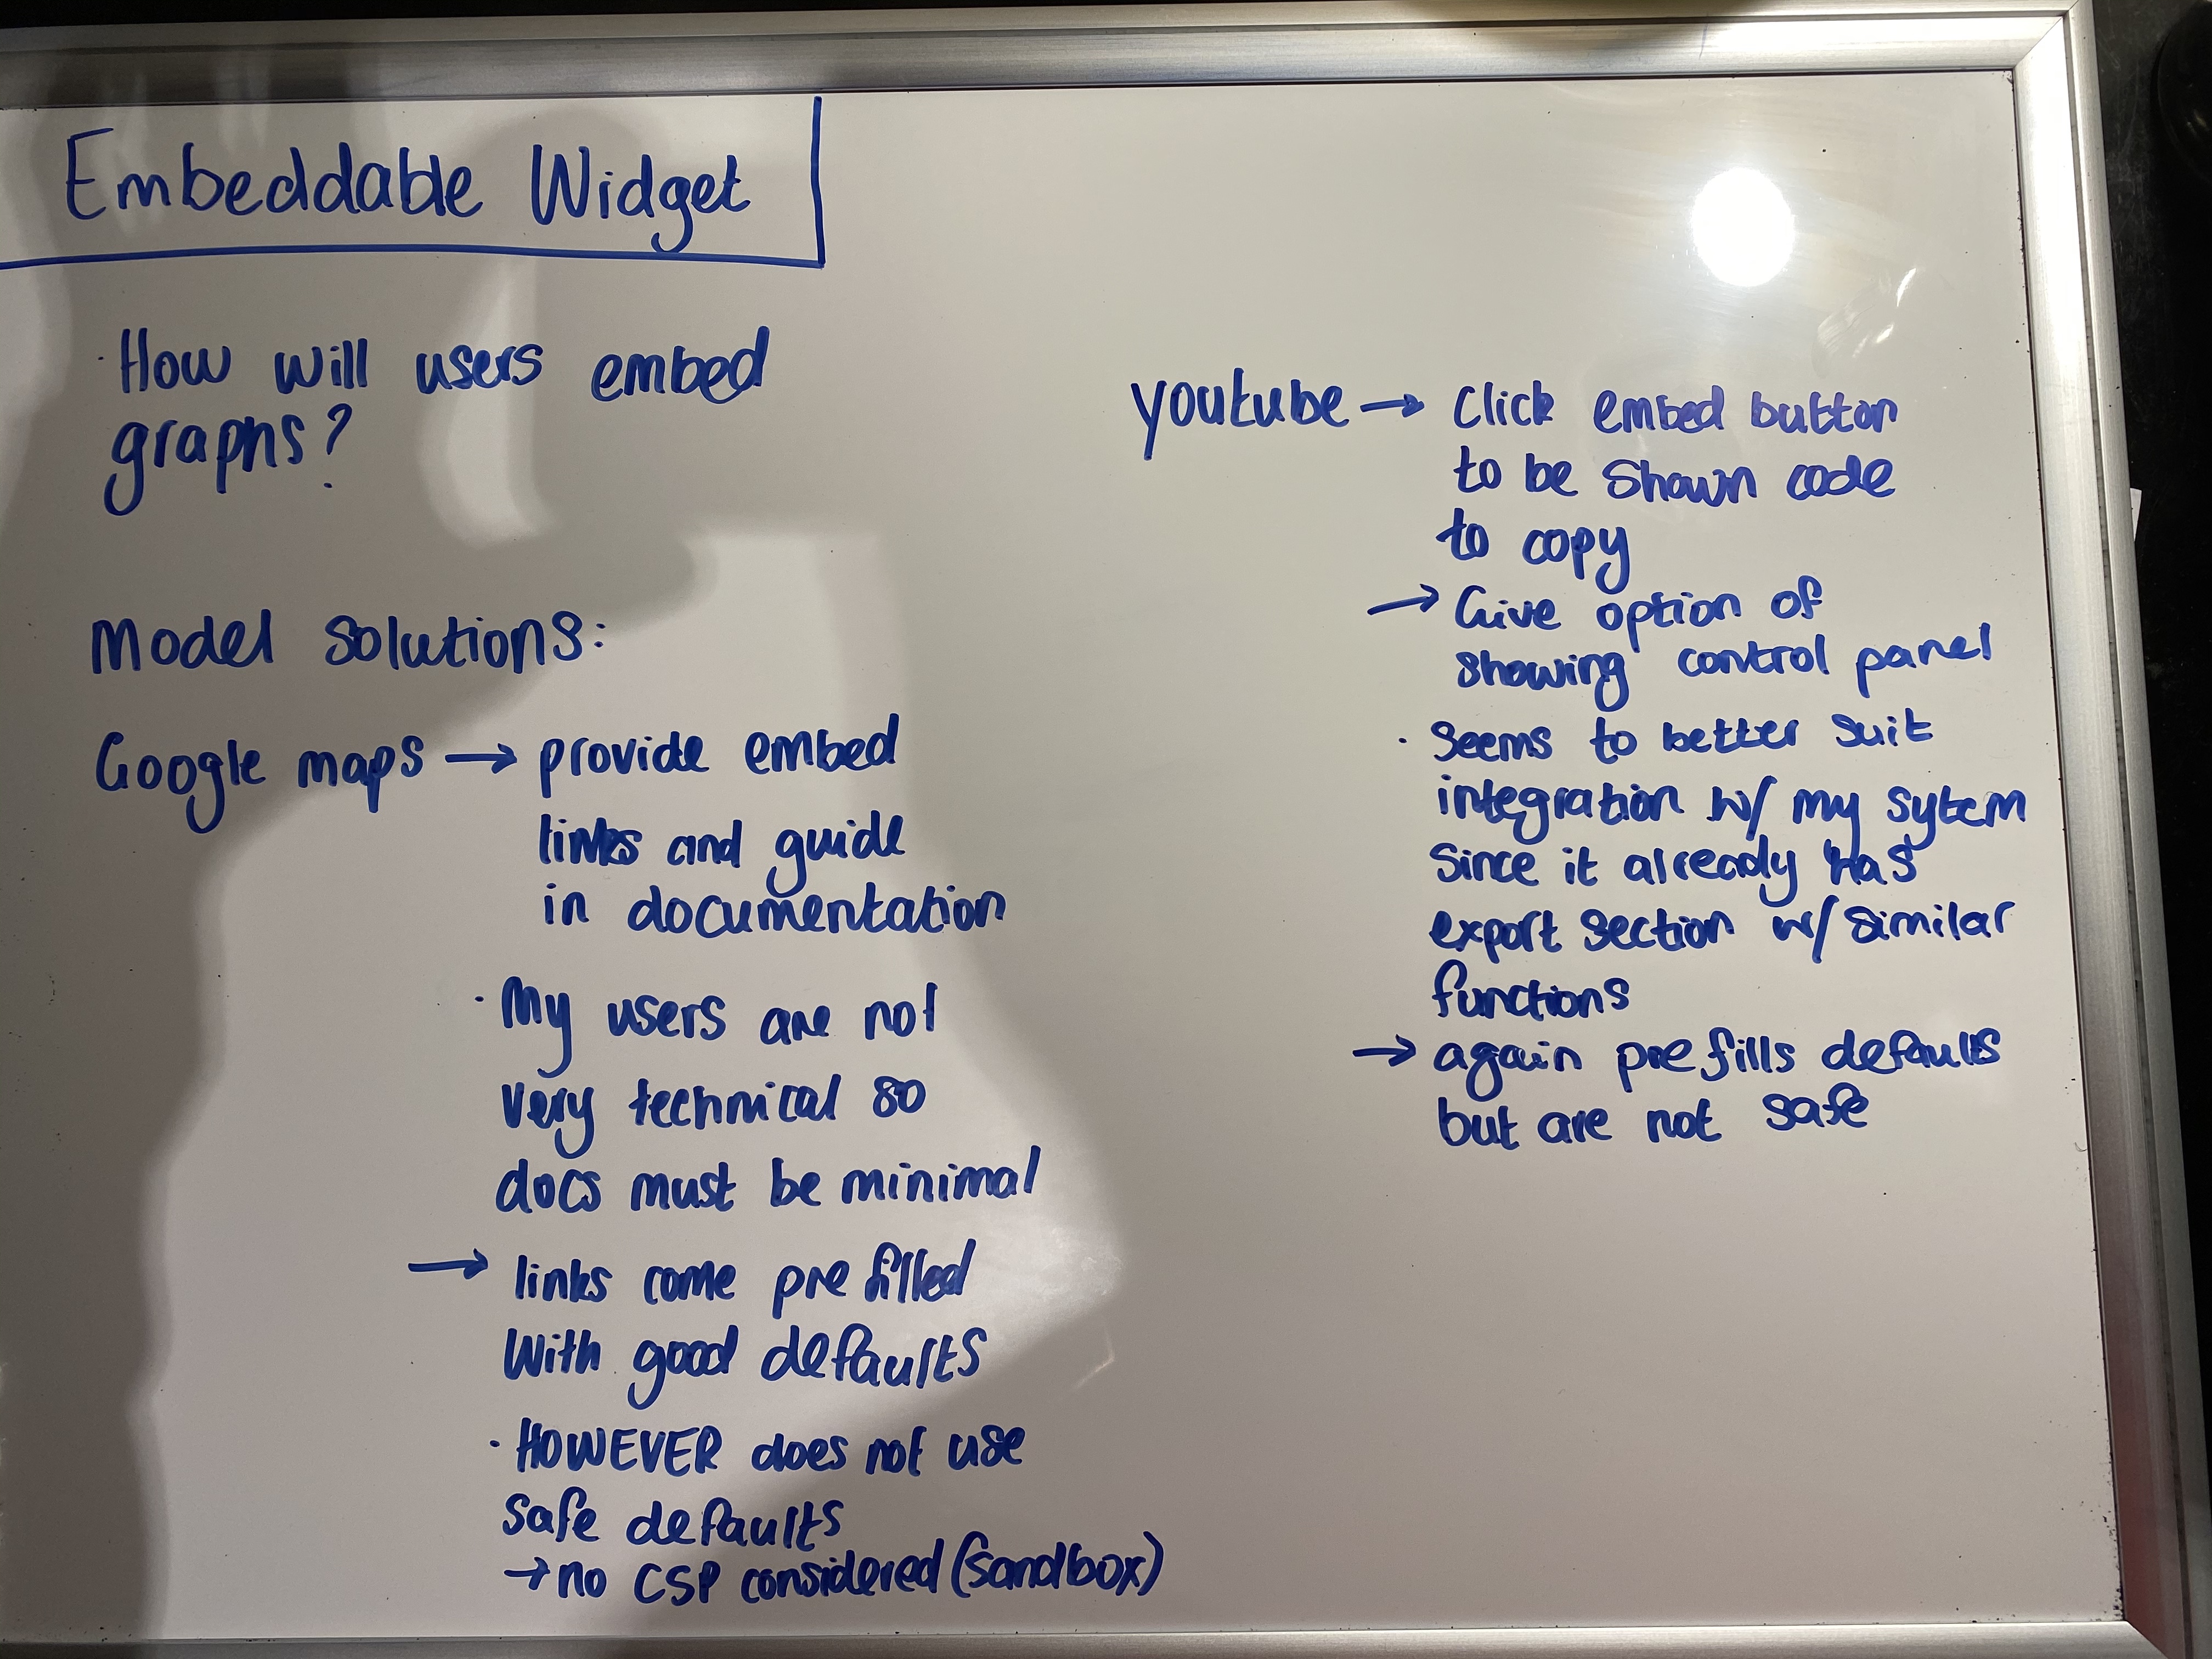 Embeddable Widget
· How will users embed
graphs?
Model solutions:
Google maps → provide embed
links and guide
in documentation
· My users are not
very technical so
docs must be minimal
→ links come pre filled
With good defaults
· HOWEVER does not use
Safe defaults
→ no CSP considered (sandbox)
youtube → Click embed button
to be shown code
to copy
→ Give option of
showing control panel
· Seems to better suit
integration w/ my sytem
Since it already has
export section w/ similar
functions
→ again pre fills defaults
but are not safe